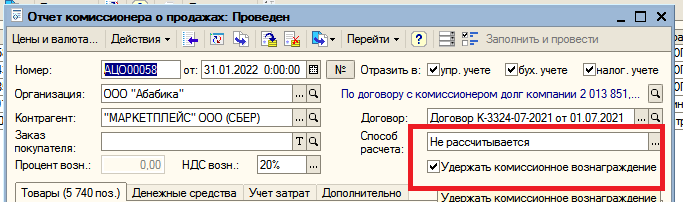 Отчет комиссионера о продажах: Проведен
Цены и валюта... Действия Перейти ? Заполнить и провести
Номер: АЦО00058 от: 31.01.2022 0:00:00 № Отразить в: упр. учете бух. учете налог. учете
Организация: ООО "Абабика" ... По договору с комиссионером долг компании 2 013 851,...
Контрагент: "МАРКЕТПЛЕЙС" ООО (СБЕР) ... Договор: Договор К-3324-07-2021 от 01.07.2021 ...
Заказ покупателя: T Способ расчета: Не рассчитывается ...
Процент возн.: 0,00 НДС возн.: 20% ... Удержать комиссионное вознаграждение
Товары (5 740 поз.) Денежные средства Учет затрат Дополнительно
Удержать комиссионное вознаграждение